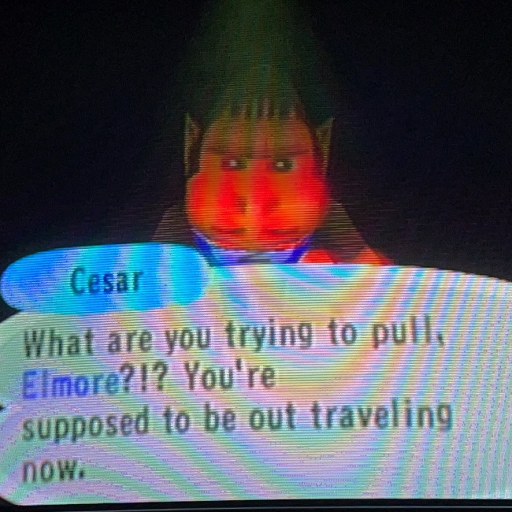 Cesar
What are you trying to pull,
Elmore?!? You're
supposed to be out traveling
now.